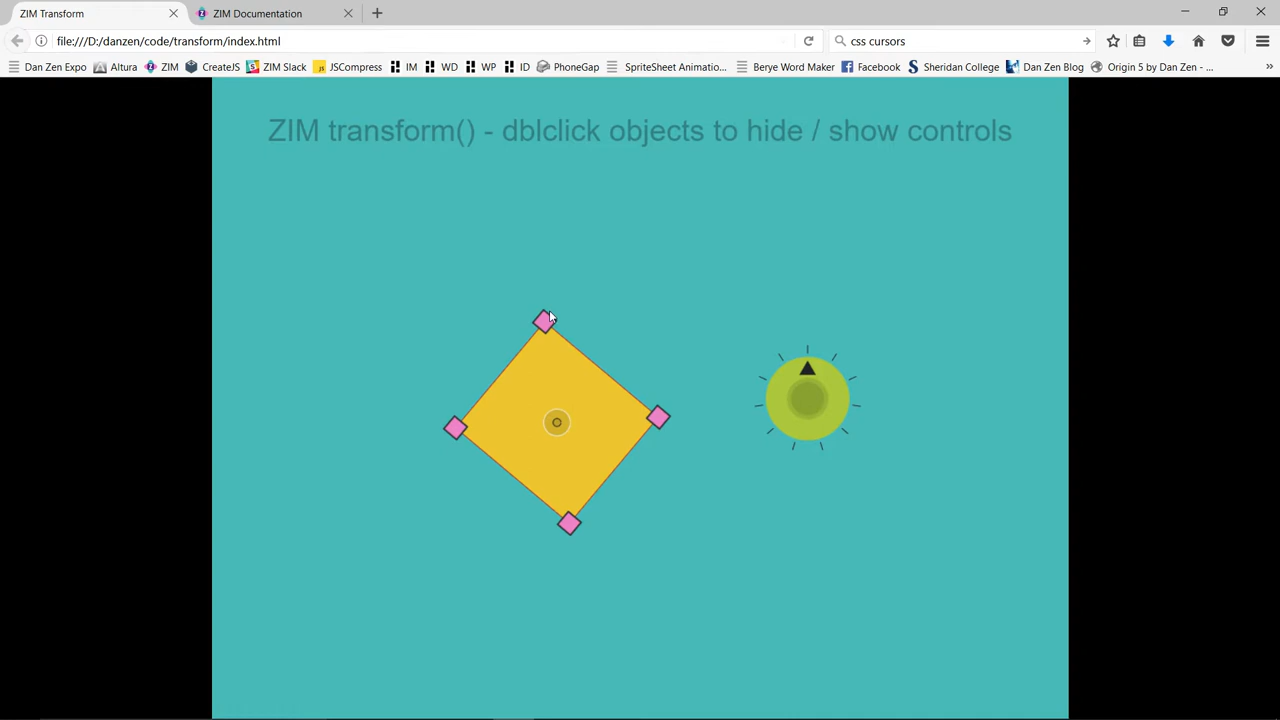 ZIM Transform
ZIM Documentation
file:///D:/danzen/code/transform/index.html
css cursors
Dan Zen Expo Altura ZIM CreateJS ZIM Slack JSCompress IM WD WP ID PhoneGap SpriteSheet Animatio... Berye Word Maker Facebook Sheridan College Dan Zen Blog Origin 5 by Dan Zen - ...
ZIM transform() - dblclick objects to hide / show controls